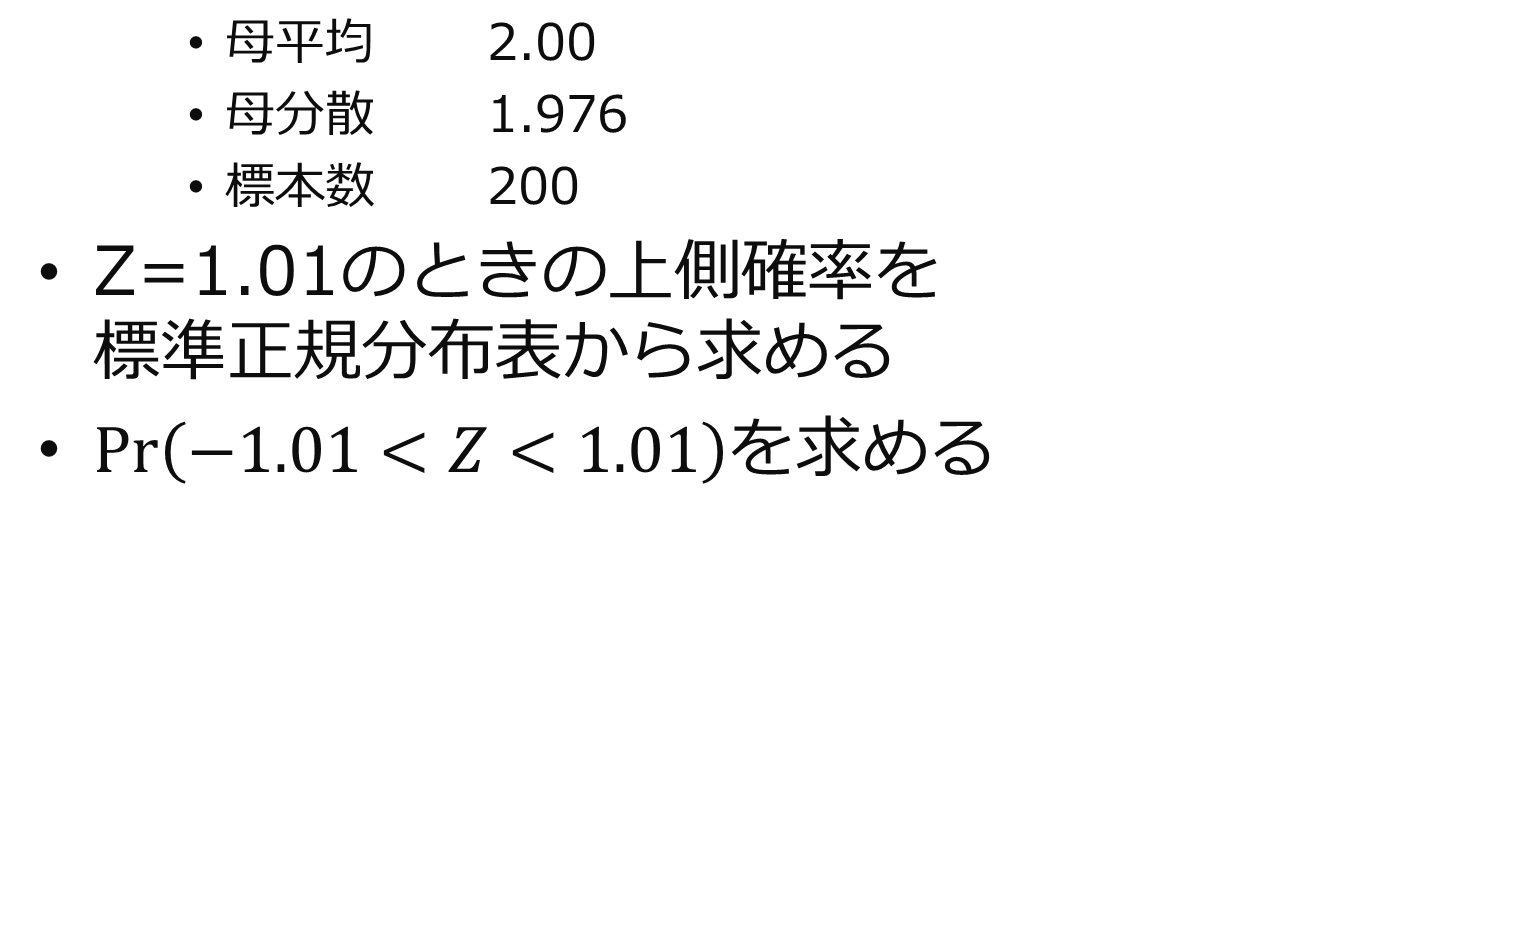 • 母平均 2.00
• 母分散 1.976
• 標本数 200
• Z=1.01のときの上側確率を
標準正規分布表から求める
• Pr(−1.01 < Z < 1.01)を求める